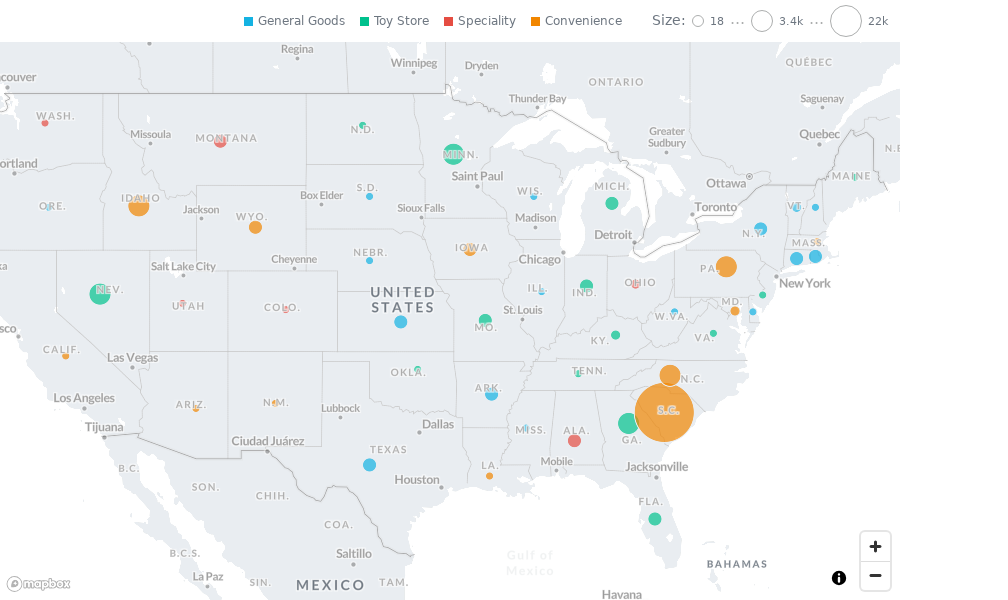 General Goods Toy Store Speciality Convenience Size: 18 ... 3.4k ... 22k
Regina
Winnipeg
Dryden
QUÉBEC
couver
ONTARIO
Thunder Bay
Saguenay
WASH.
Missoula
MONTANA
N.D.
Greater
Sudbury
Quebec
N.B
ortland
MINN.
Saint Paul
Ottawa
MAINE
ORE.
IDAHO
Jackson
WYO.
Box Elder
S.D.
Sioux Falls
WIS.
Madison
MICH.
Toronto
VT.
Detroit
N.Y.
MASS.
Cheyenne
NEBR.
IOWA
Chicago
Salt Lake City
PA.
New York
NEV.
UTAH
COLO.
UNITED
STATES
ILL.
IND.
OHIO
MD.
St. Louis
MO.
W.VA.
sco
CALIF.
Las Vegas
KY.
VA.
OKLA.
TENN.
N.C.
Los Angeles
ARIZ.
N.M.
Lubbock
ARK.
S.C.
Tijuana
Ciudad Juárez
Dallas
MISS.
ALA.
GA.
TEXAS
B.C.
Houston
LA.
Mobile
Jacksonville
SON.
CHIH.
FLA.
COA.
B.C.S.
Saltillo
Gulf of
Mexico
BAHAMAS
La Paz
SIN.
MEXICO
TAM.
Havana
mapbox